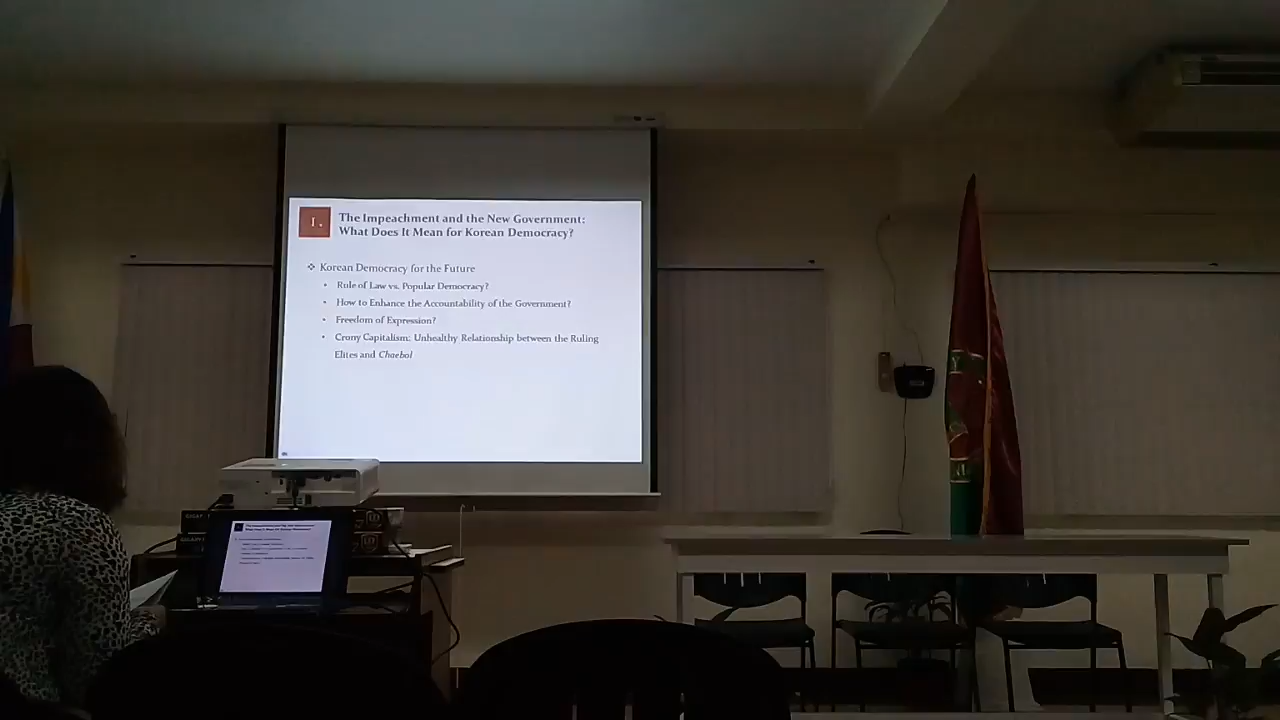 1.
The Impeachment and the New Government:
What Does It Mean for Korean Democracy?
❖ Korean Democracy for the Future
• Rule of Law vs. Popular Democracy?
• How to Enhance the Accountability of the Government?
• Freedom of Expression?
• Crony Capitalism: Unhealthy Relationship between the Ruling
Elites and Chaebol